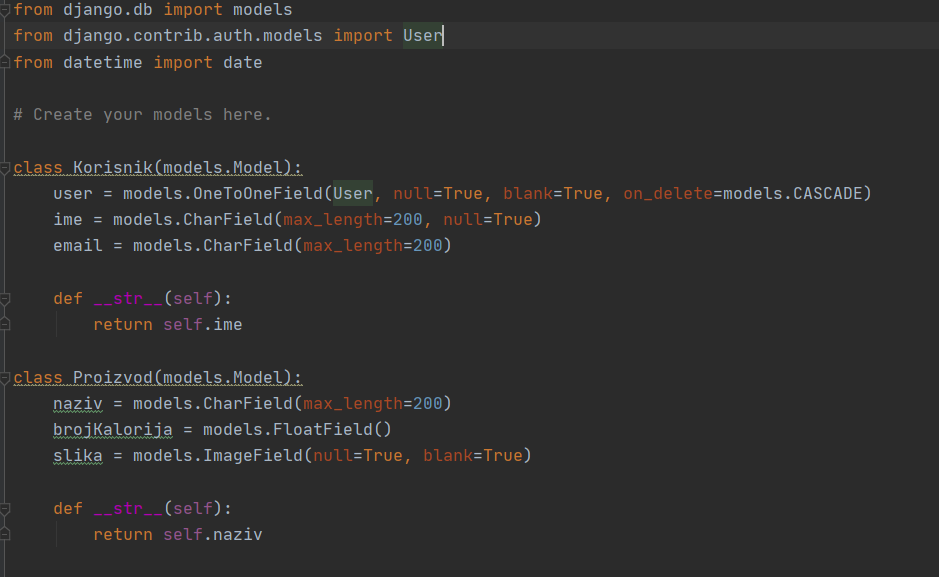 from django.db import models
from django.contrib.auth.models import User
from datetime import date
# Create your models here.
class Korisnik(models.Model):
    user = models.OneToOneField(User, null=True, blank=True, on_delete=models.CASCADE)
    ime = models.CharField(max_length=200, null=True)
    email = models.CharField(max_length=200)
    def __str__(self):
        return self.ime
class Proizvod(models.Model):
    naziv = models.CharField(max_length=200)
    brojKalorija = models.FloatField()
    slika = models.ImageField(null=True, blank=True)
    def __str__(self):
        return self.naziv